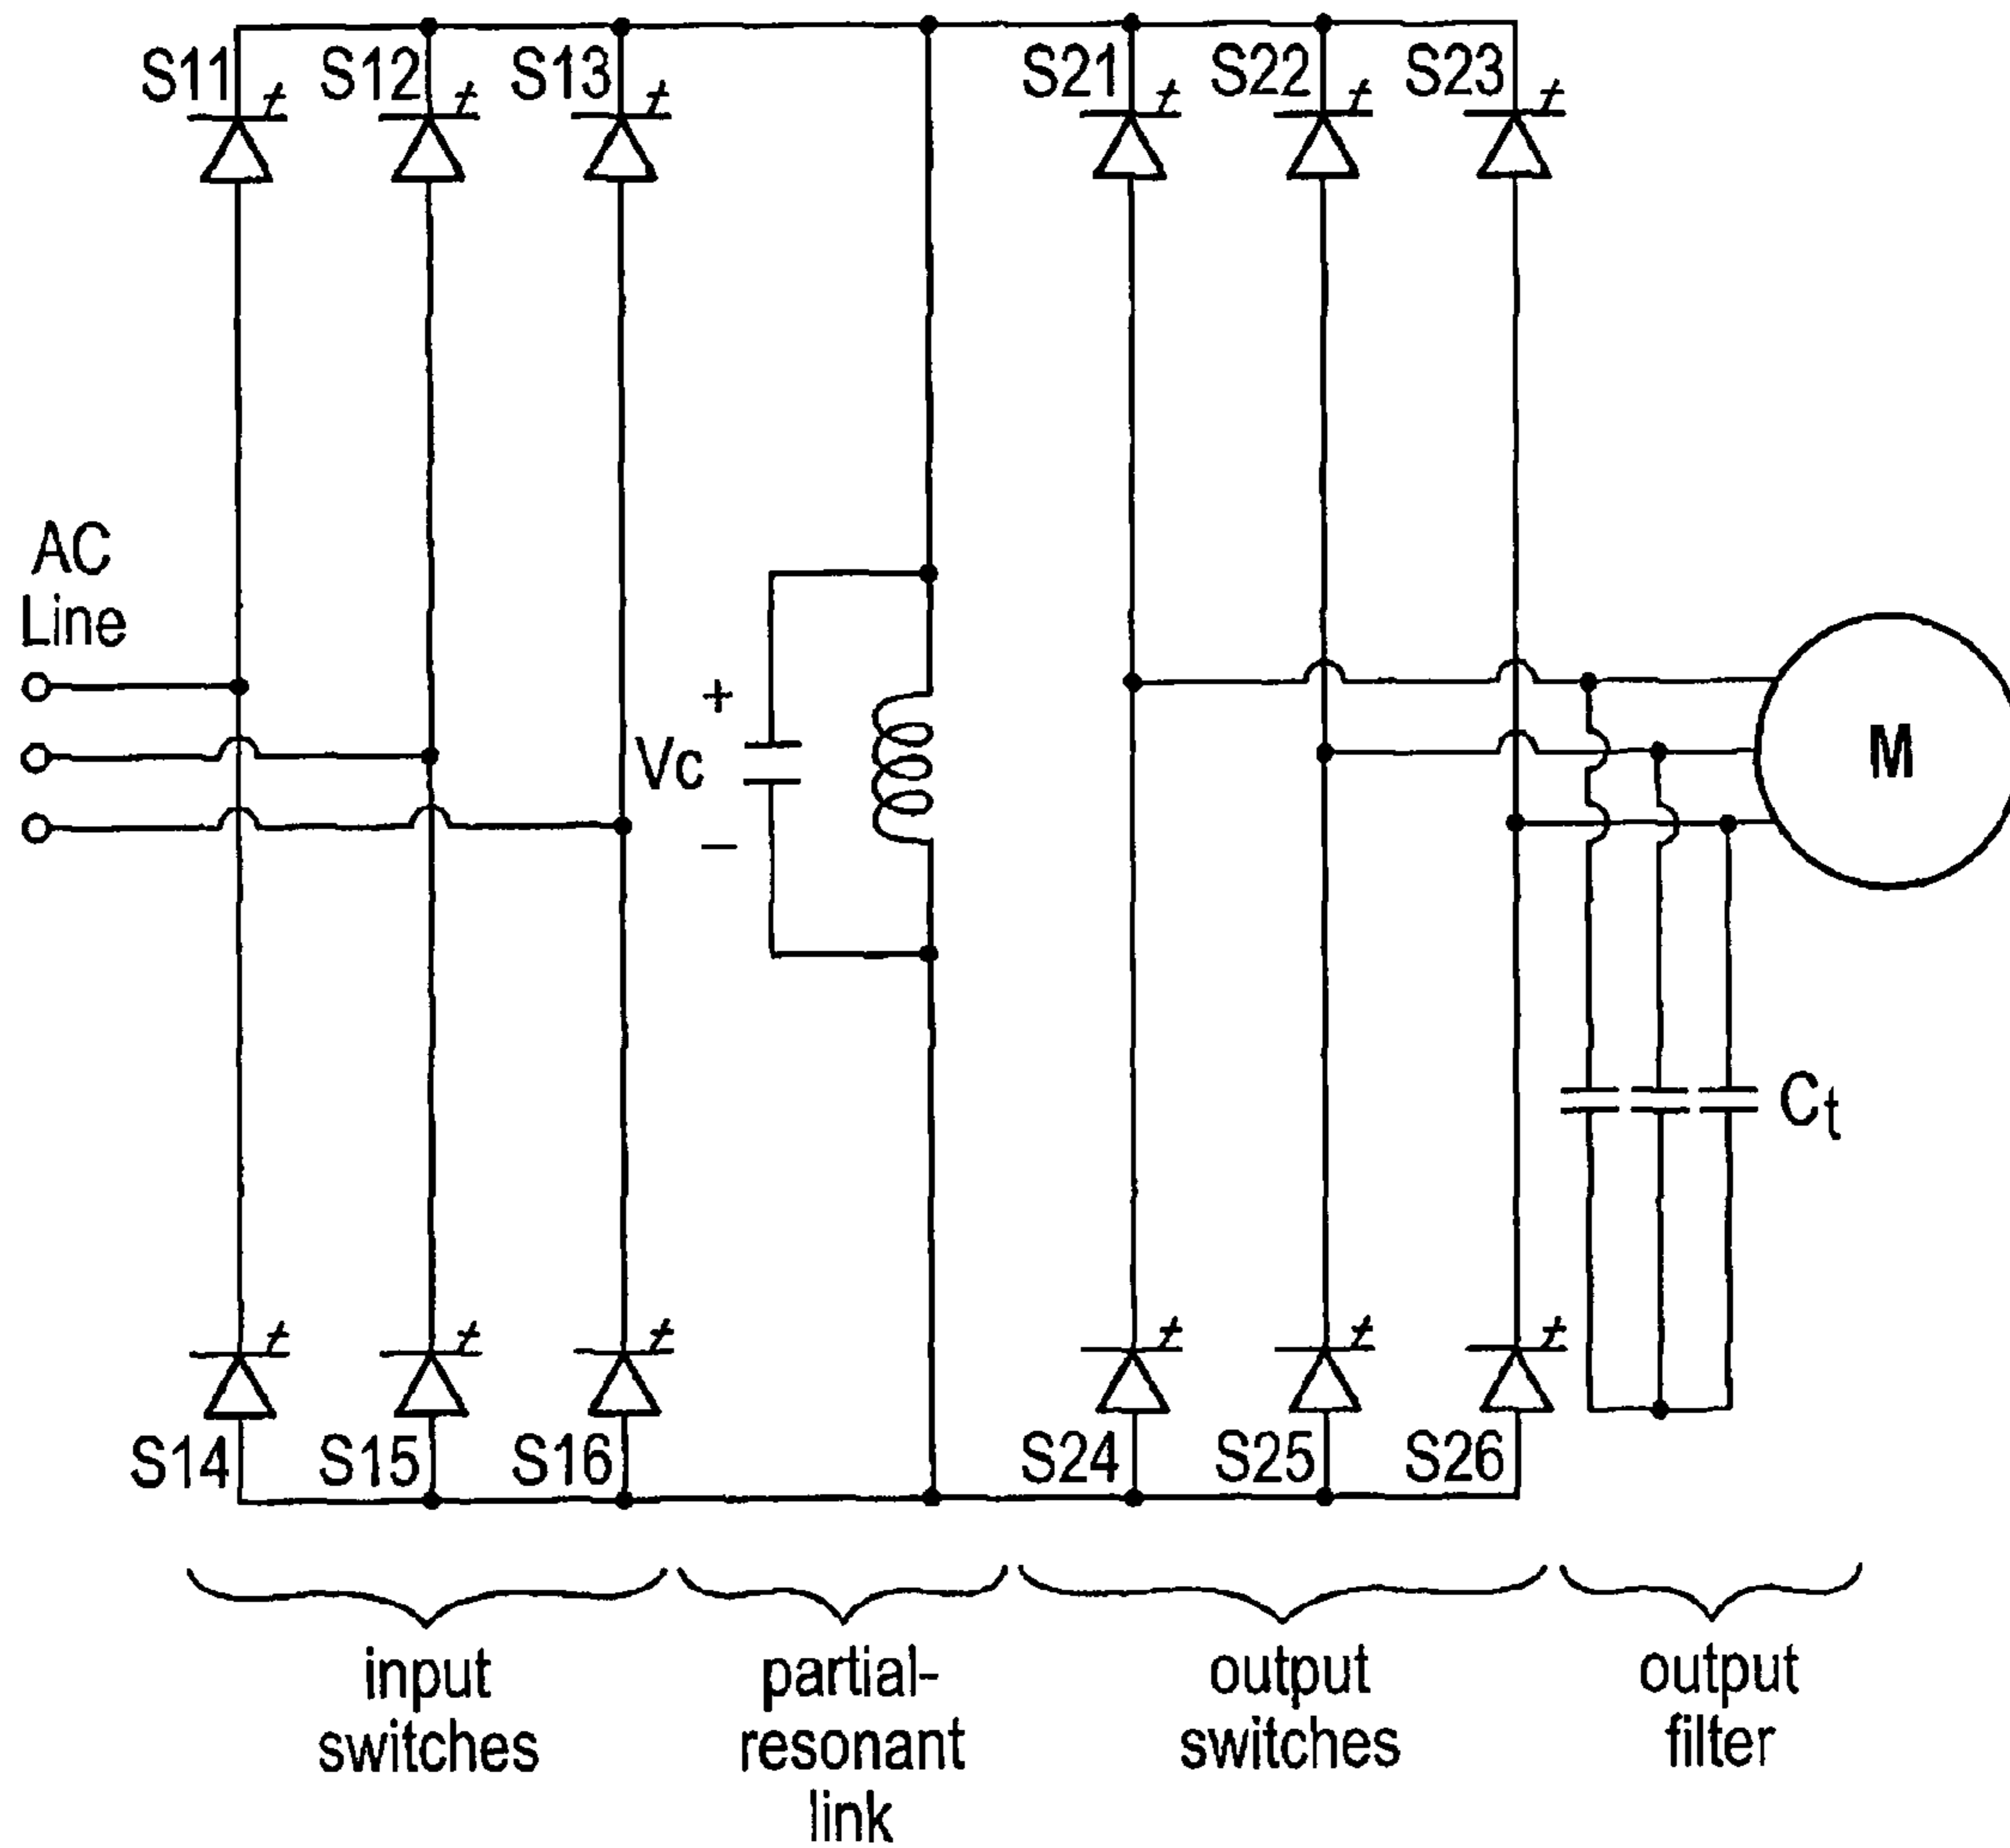 S11 S12 S13 S21 S22 S23
AC
Line
+
Vc
−
M
Ct
S14 S15 S16 S24 S25 S26
input partial- output output
switches resonant switches filter
link